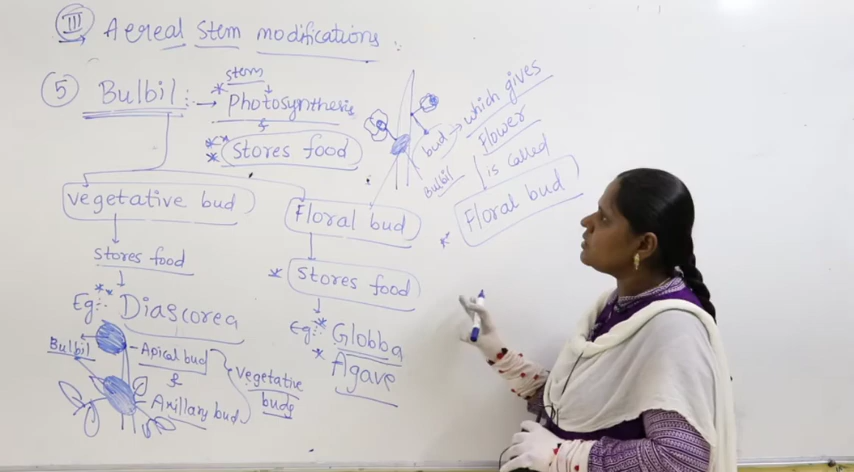 III Aereal Stem modifications :
5 Bulbil :-
stem
Photosynthesis
&
Stores food
bud which gives
Flower
is called
Floral bud
Bulbil
Vegetative bud
Floral bud
stores food
Stores food
Eg:- Diascorea
Eg:- Globba
Agave
Bulbil
Apical bud
&
Axillary bud
Vegetative
buds